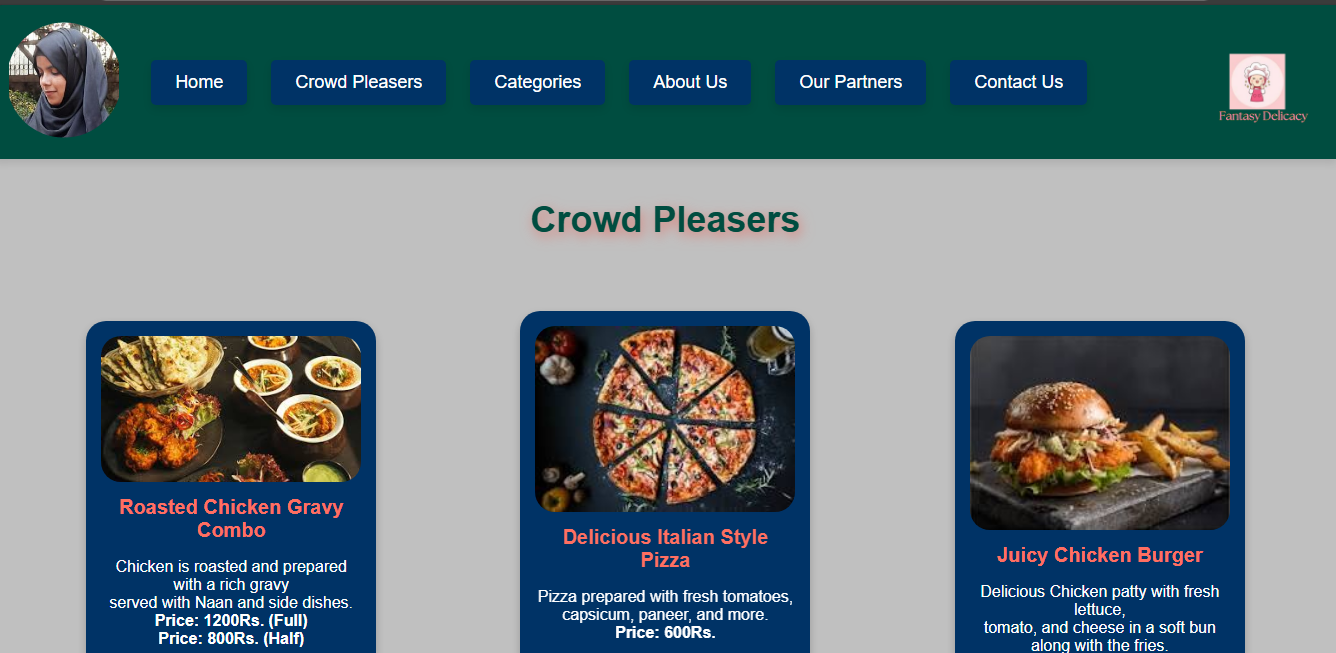 Home
Crowd Pleasers
Categories
About Us
Our Partners
Contact Us
Fantasy Delicacy
Crowd Pleasers
Roasted Chicken Gravy
Combo
Chicken is roasted and prepared
with a rich gravy
served with Naan and side dishes.
Price: 1200Rs. (Full)
Price: 800Rs. (Half)
Delicious Italian Style
Pizza
Pizza prepared with fresh tomatoes,
capsicum, paneer, and more.
Price: 600Rs.
Juicy Chicken Burger
Delicious Chicken patty with fresh
lettuce,
tomato, and cheese in a soft bun
along with the fries.